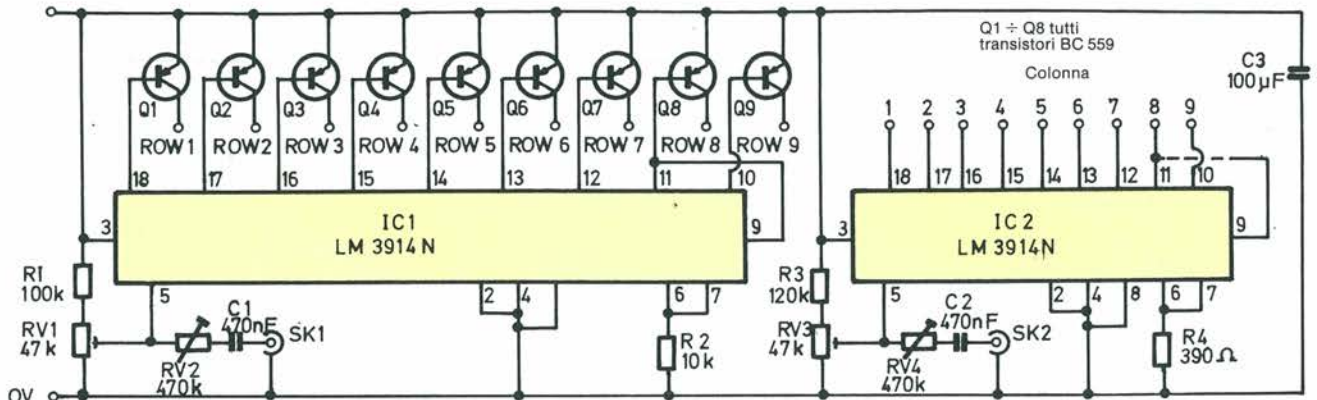 Q1 ÷ Q8 tutti
transistori BC 559
Colonna
C3
100µF
Q1 Q2 Q3 Q4 Q5 Q6 Q7 Q8 Q9
1 2 3 4 5 6 7 8 9
ROW 1 ROW 2 ROW 3 ROW 4 ROW 5 ROW 6 ROW 7 ROW 8 ROW 9
18 17 16 15 14 13 12 11 10
18 17 16 15 14 13 12 11 10
IC1
LM 3914 N
3
9
IC 2
LM 3914N
3
9
R1
100k
5
2 4
6 7
R3
120k
5
2 4 8
6 7
RV1
47k
C1
470nF
SK1
RV2
470k
R 2
10k
RV3
47k
C2
470nF
SK2
RV4
470k
R4
390 Ω
0V